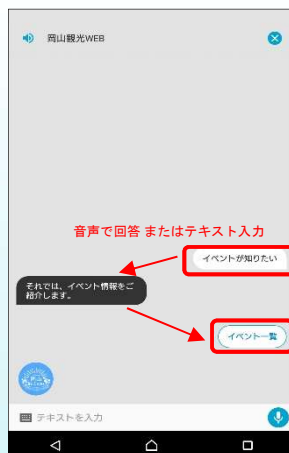 岡山観光WEB
音声で回答 またはテキスト入力
イベントが知りたい
それでは、イベント情報をご
紹介します。
イベント一覧
テキストを入力